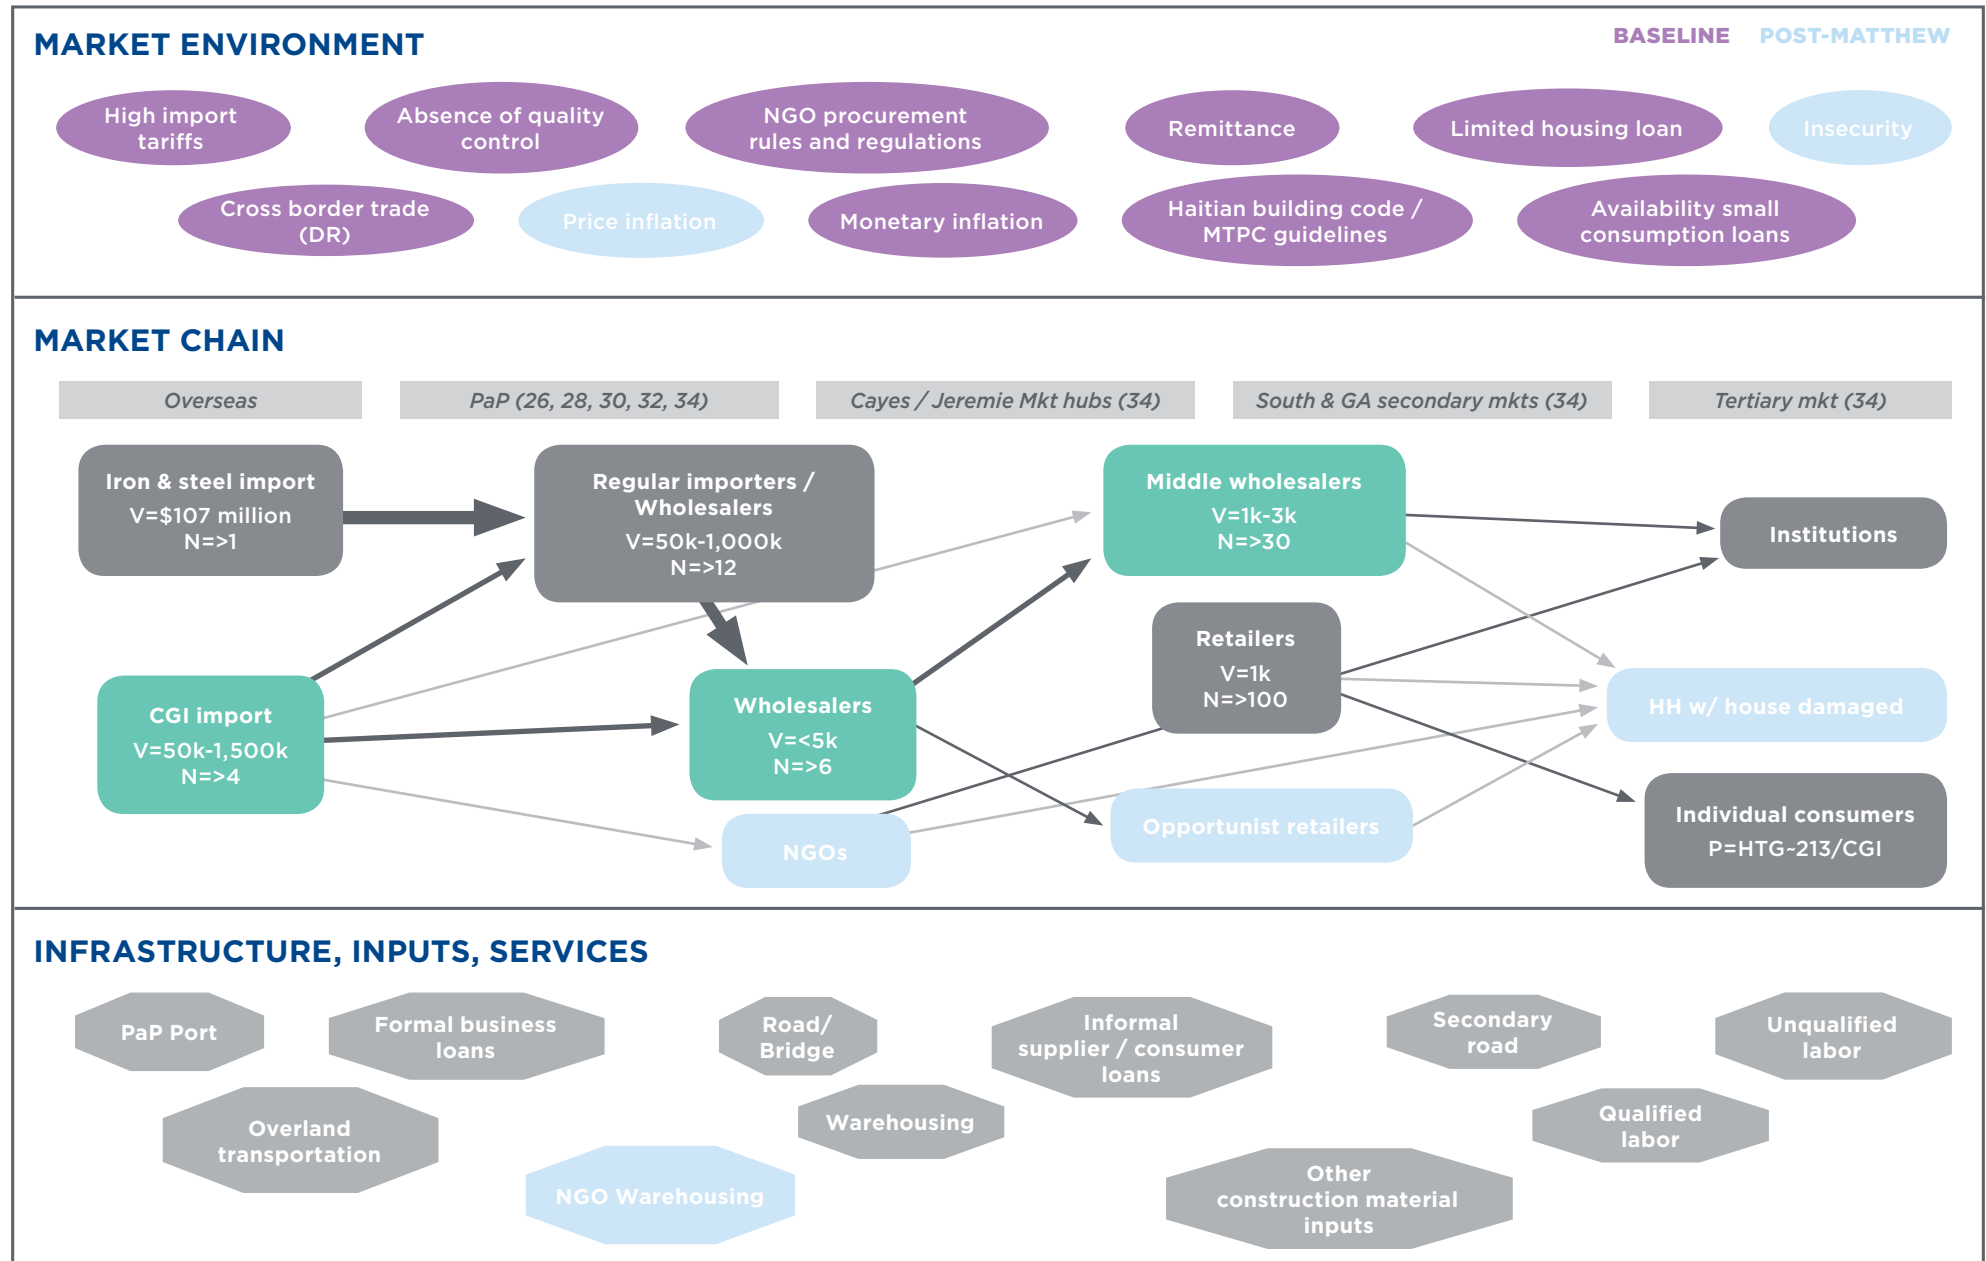 MARKET ENVIRONMENT
BASELINE POST-MATTHEW
High import
tariffs
Absence of quality
control
NGO procurement
rules and regulations
Remittance
Limited housing loan
Insecurity
Cross border trade
(DR)
Price inflation
Monetary inflation
Haitian building code /
MTPC guidelines
Availability small
consumption loans
MARKET CHAIN
Overseas
PaP (26, 28, 30, 32, 34)
Cayes / Jeremie Mkt hubs (34)
South & GA secondary mkts (34)
Tertiary mkt (34)
Iron & steel import
V=$107 million
N=>1
Regular importers /
Wholesalers
V=50k-1,000k
N=>12
Middle wholesalers
V=1k-3k
N=>30
Institutions
Retailers
V=1k
N=>100
CGI import
V=50k-1,500k
N=>4
Wholesalers
V=<5k
N=>6
HH w/ house damaged
NGOs
Opportunist retailers
Individual consumers
P=HTG~213/CGI
INFRASTRUCTURE, INPUTS, SERVICES
PaP Port
Formal business
loans
Road/
Bridge
Informal
supplier / consumer
loans
Secondary
road
Unqualified
labor
Overland
transportation
Warehousing
Qualified
labor
NGO Warehousing
Other
construction material
inputs